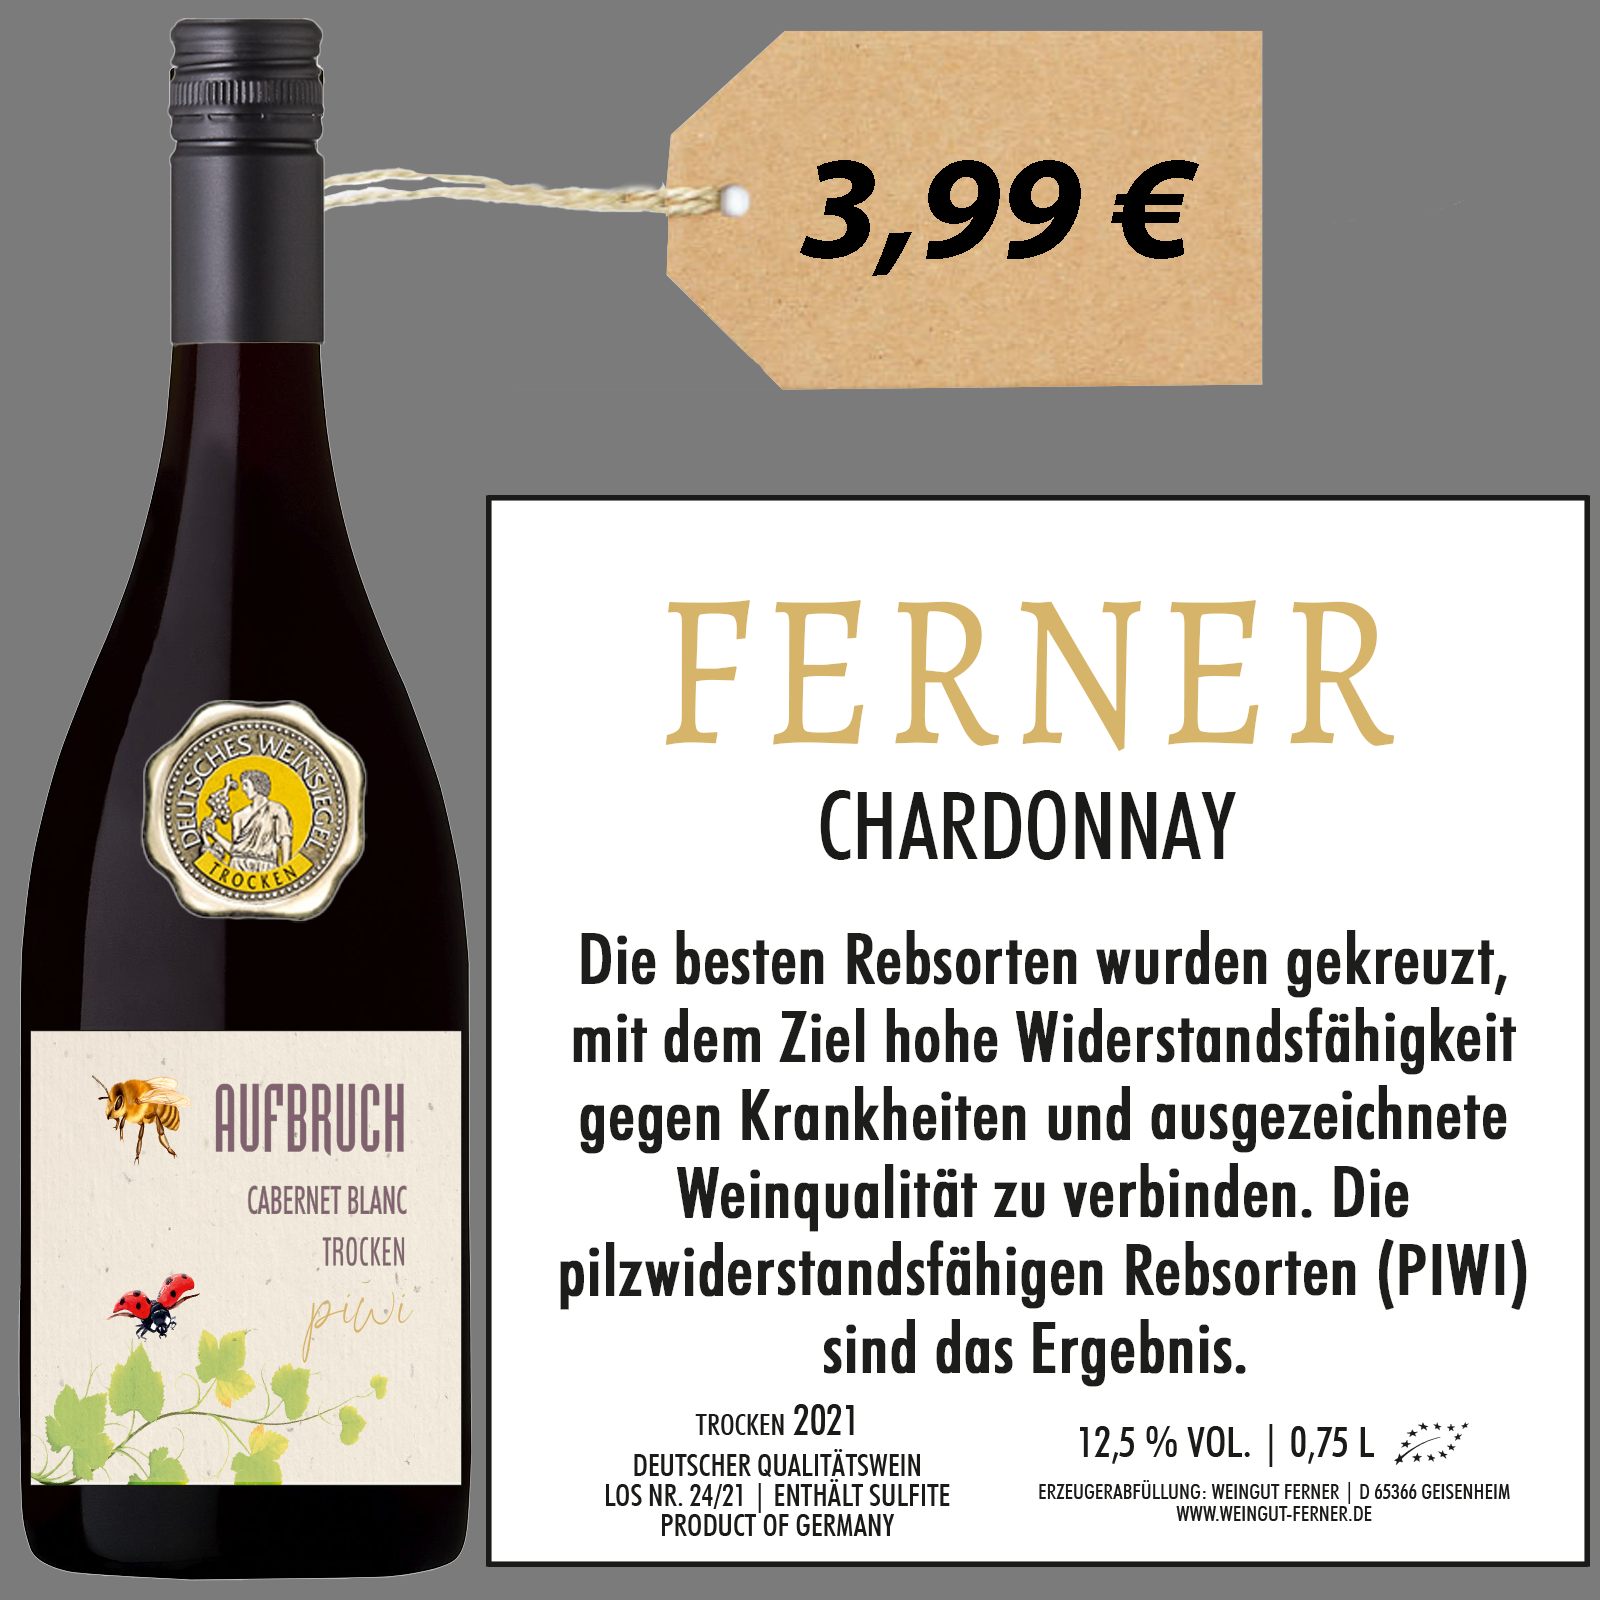 3,99 €
DEUTSCHES WEINSIEGEL
TROCKEN
AUFBRUCH
CABERNET BLANC
TROCKEN
piwi
FERNER
CHARDONNAY
Die besten Rebsorten wurden gekreuzt,
mit dem Ziel hohe Widerstandsfähigkeit
gegen Krankheiten und ausgezeichnete
Weinqualität zu verbinden. Die
pilzwiderstandsfähigen Rebsorten (PIWI)
sind das Ergebnis.
TROCKEN 2021
DEUTSCHER QUALITÄTSWEIN
LOS NR. 24/21 | ENTHÄLT SULFITE
PRODUCT OF GERMANY
12,5 % VOL. | 0,75 L
ERZEUGERABFÜLLUNG: WEINGUT FERNER | D 65366 GEISENHEIM
WWW.WEINGUT-FERNER.DE